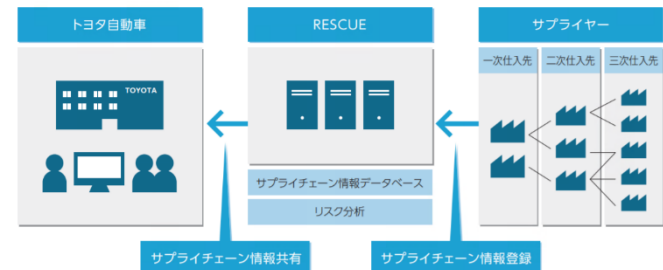 トヨタ自動車
RESCUE
サプライヤー
一次仕入先
二次仕入先
三次仕入先
TOYOTA
サプライチェーン情報データベース
リスク分析
サプライチェーン情報共有
サプライチェーン情報登録